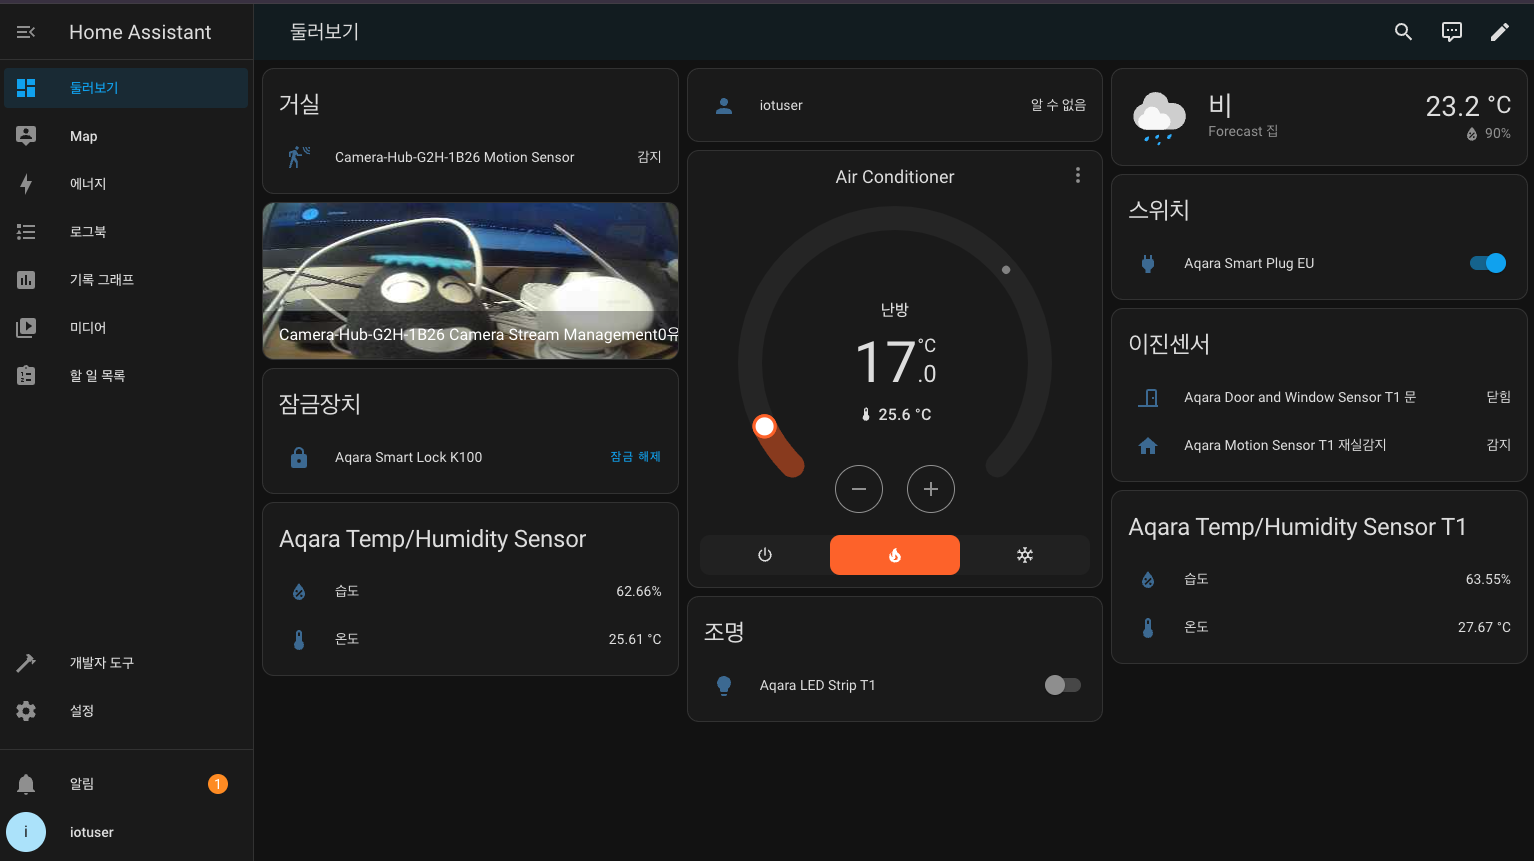 Home Assistant
둘러보기
Map
에너지
로그북
기록 그래프
미디어
할 일 목록
개발자 도구
설정
알림
1
i
iotuser
둘러보기
거실
Camera-Hub-G2H-1B26 Motion Sensor
감지
Camera-Hub-G2H-1B26 Camera Stream Management0유
잠금장치
Aqara Smart Lock K100
잠금 해제
Aqara Temp/Humidity Sensor
습도
62.66%
온도
25.61 °C
iotuser
알 수 없음
Air Conditioner
난방
17.0 °C
25.6 °C
조명
Aqara LED Strip T1
비
23.2 °C
Forecast 집
90%
스위치
Aqara Smart Plug EU
이진센서
Aqara Door and Window Sensor T1 문
닫힘
Aqara Motion Sensor T1 재실감지
감지
Aqara Temp/Humidity Sensor T1
습도
63.55%
온도
27.67 °C